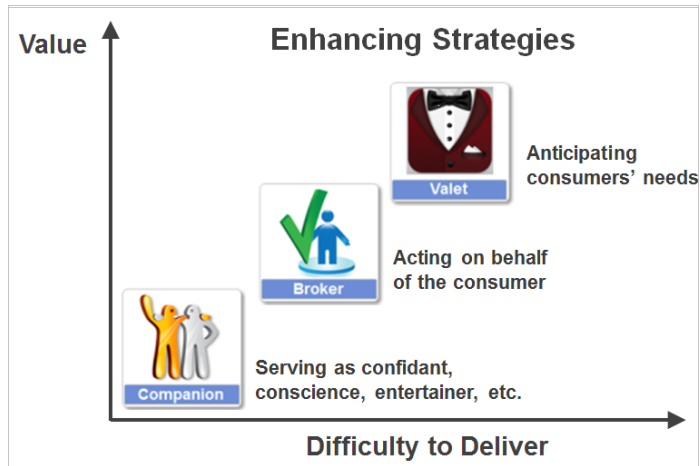 Value
Enhancing Strategies
Valet
Anticipating
consumers’ needs
Broker
Acting on behalf
of the consumer
Companion
Serving as confidant,
conscience, entertainer, etc.
Difficulty to Deliver